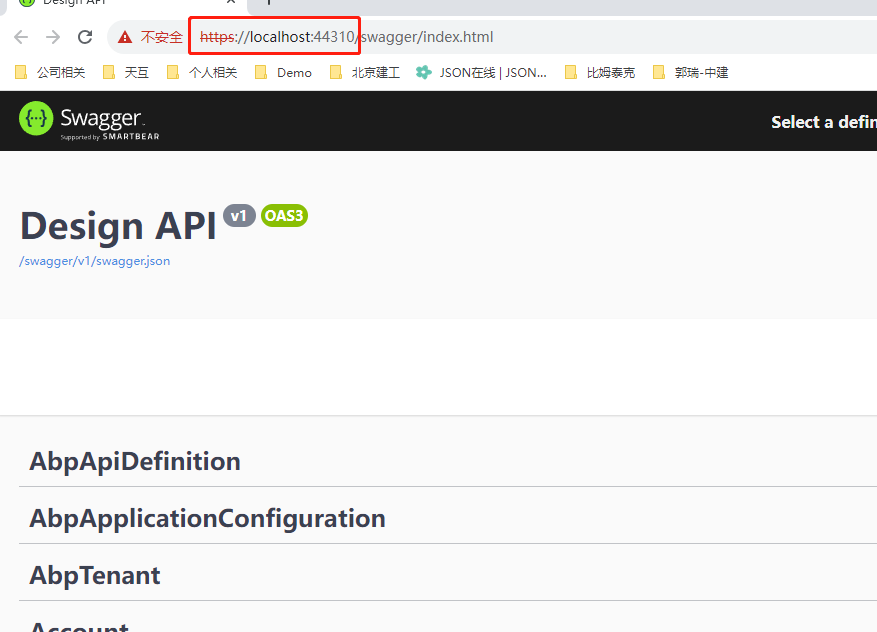 Design API
不安全 https://localhost:44310/swagger/index.html
公司相关 天互 个人相关 Demo 北京建工 JSON在线 | JSON... 比姆泰克 郭瑞-中建
Swagger
Supported by SMARTBEAR
Select a defin
Design API v1 OAS3
/swagger/v1/swagger.json
AbpApiDefinition
AbpApplicationConfiguration
AbpTenant
Account